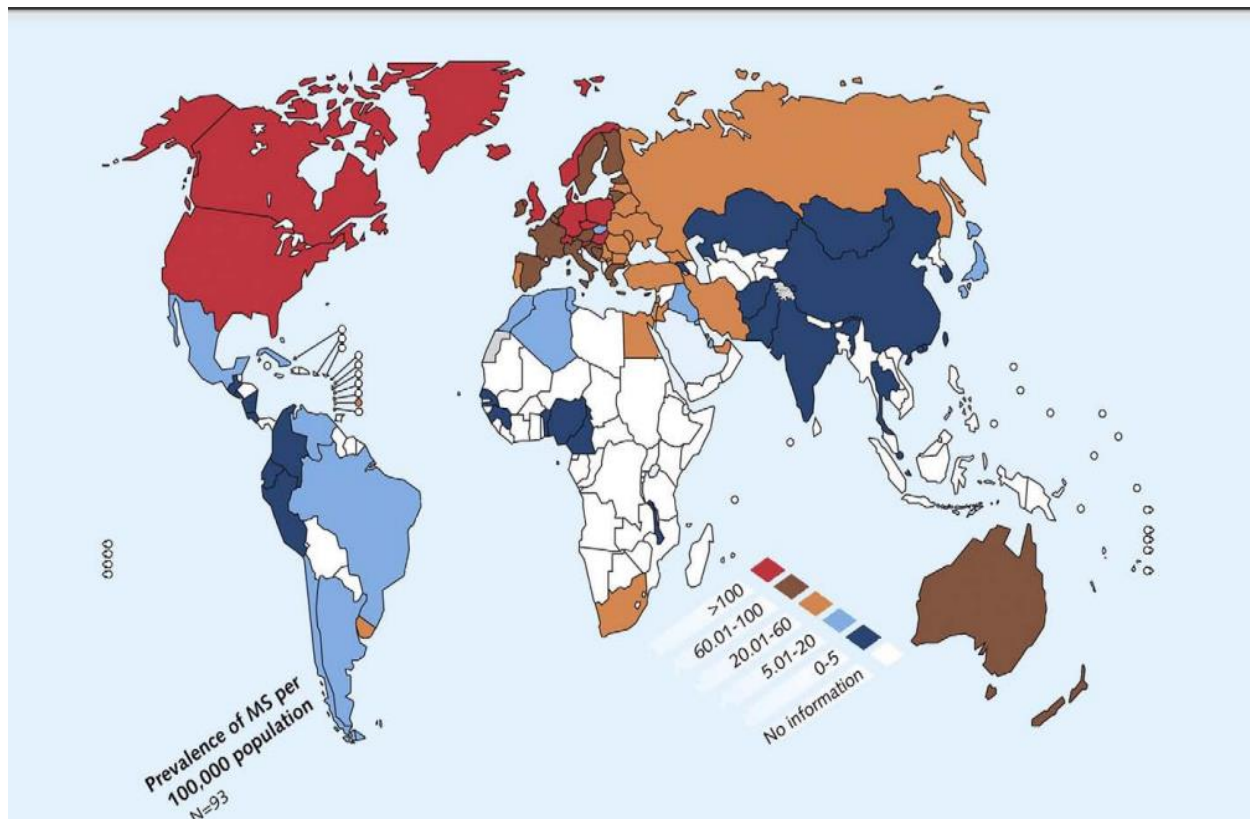 >100
60.01-100
20.01-60
5.01-20
0-5
No information
Prevalence of MS per
100,000 population
N=93